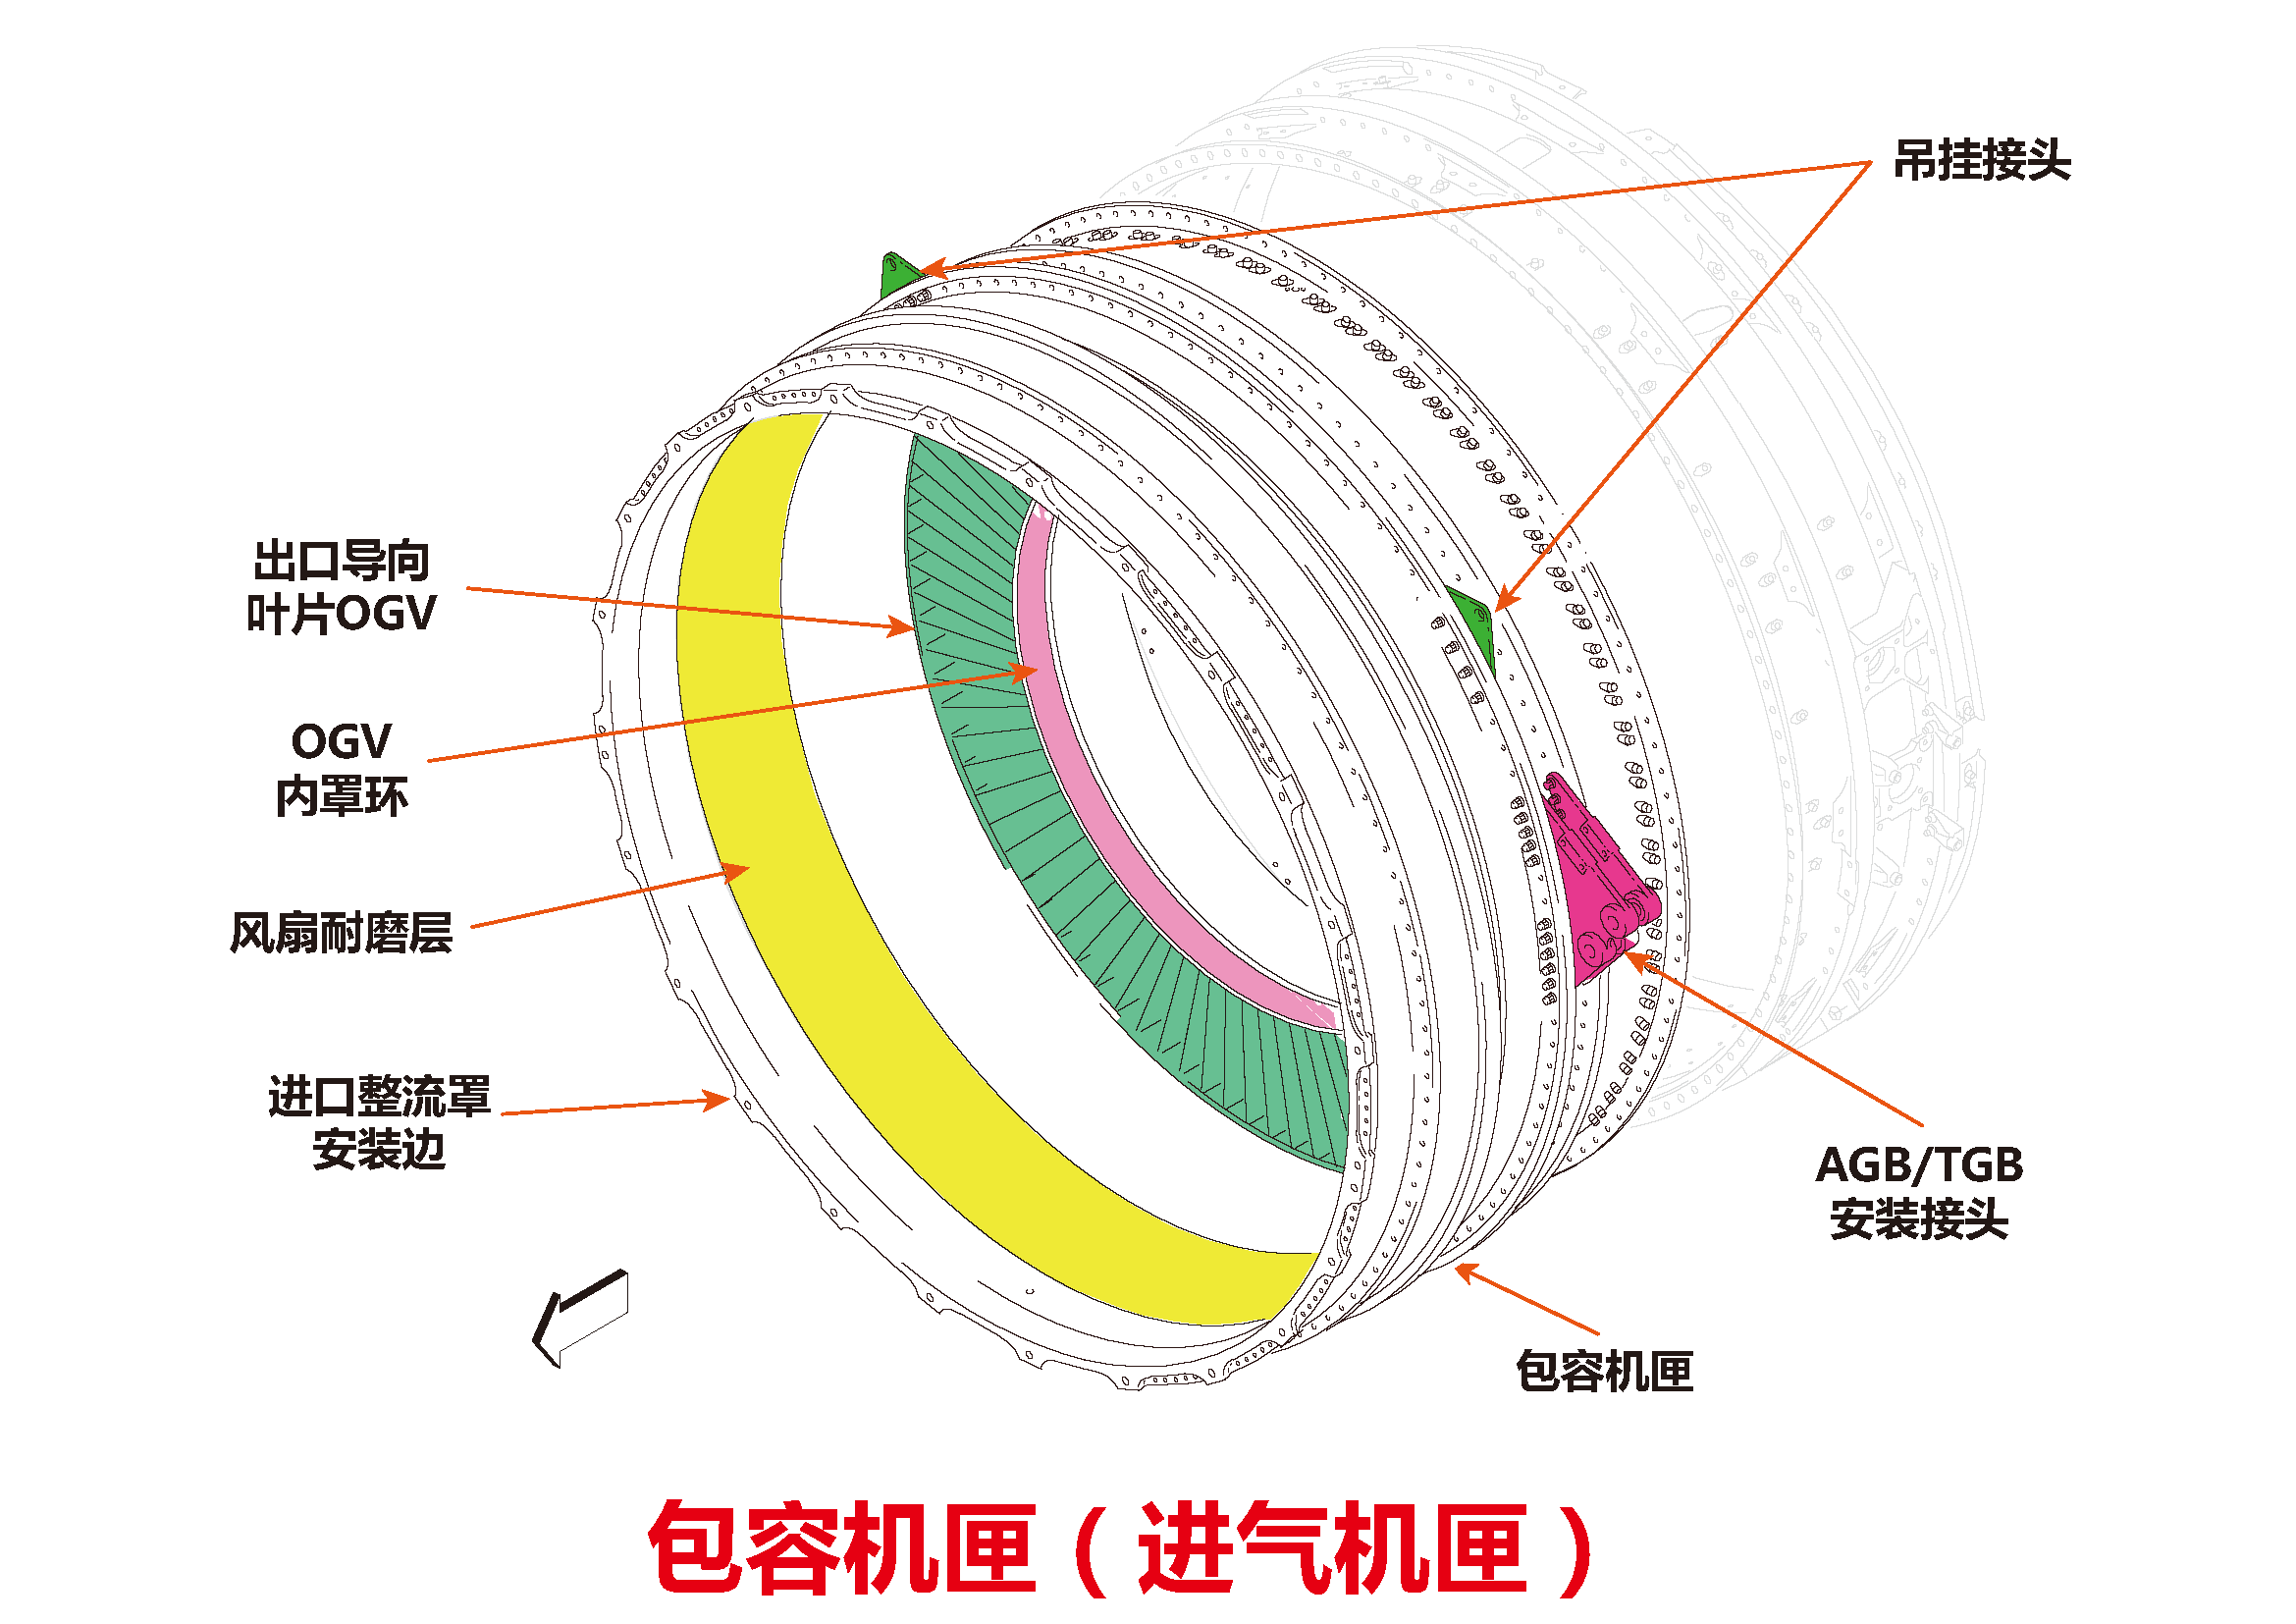 吊挂接头
出口导向
叶片OGV
OGV
内罩环
风扇耐磨层
进口整流罩
安装边
AGB/TGB
安装接头
包容机匣
包容机匣（进气机匣）